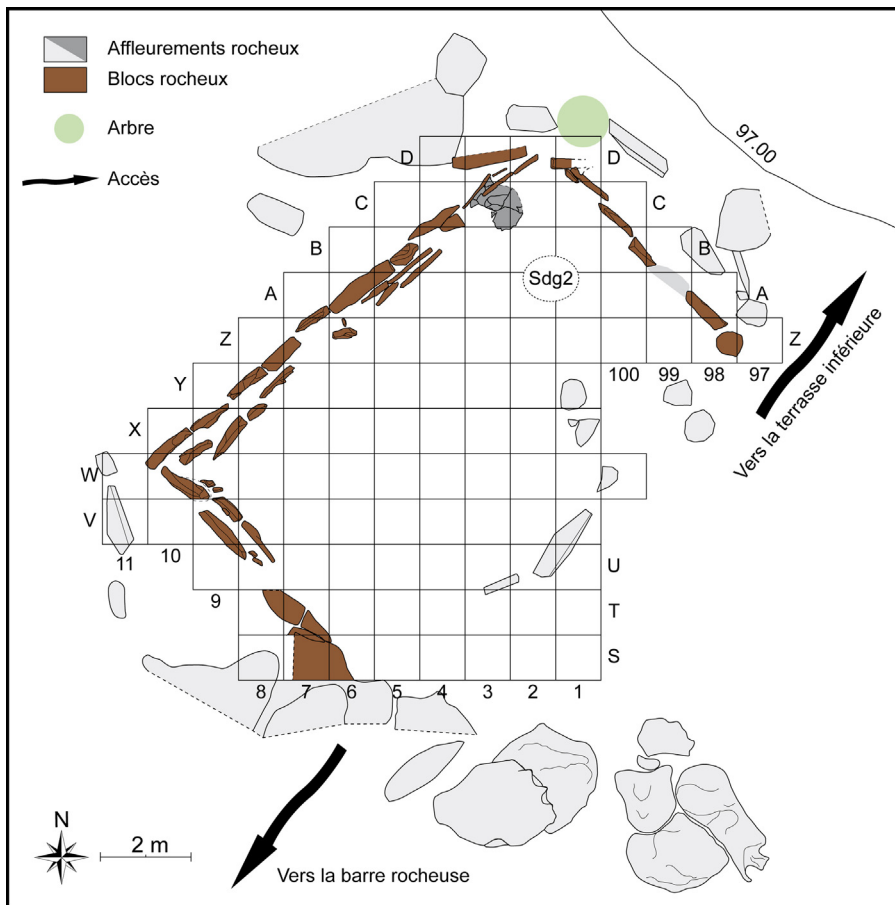 Affleurements rocheux
Blocs rocheux
Arbre
Accès
97.00
D D
C C
B B
A A
Sdg2
Z Z
100 99 98 97
Y
X
W
V
11 10
U
9
T
S
8 7 6 5 4 3 2 1
Vers la terrasse inférieure
N
2 m
Vers la barre rocheuse